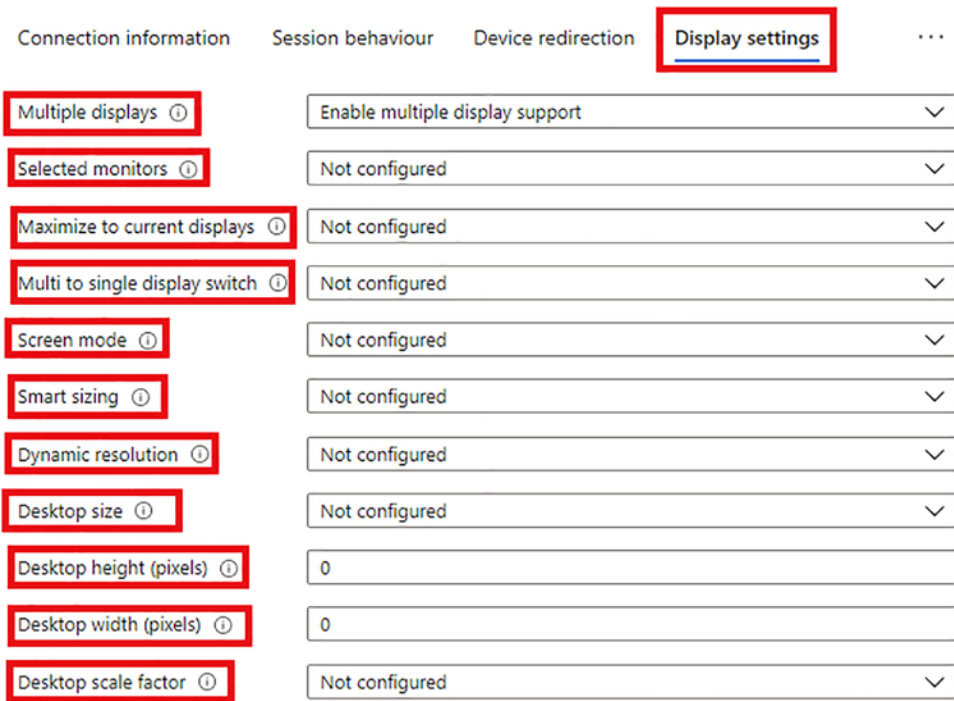 Connection information Session behaviour Device redirection Display settings ...
Multiple displays Enable multiple display support
Selected monitors Not configured
Maximize to current displays Not configured
Multi to single display switch Not configured
Screen mode Not configured
Smart sizing Not configured
Dynamic resolution Not configured
Desktop size Not configured
Desktop height (pixels) 0
Desktop width (pixels) 0
Desktop scale factor Not configured